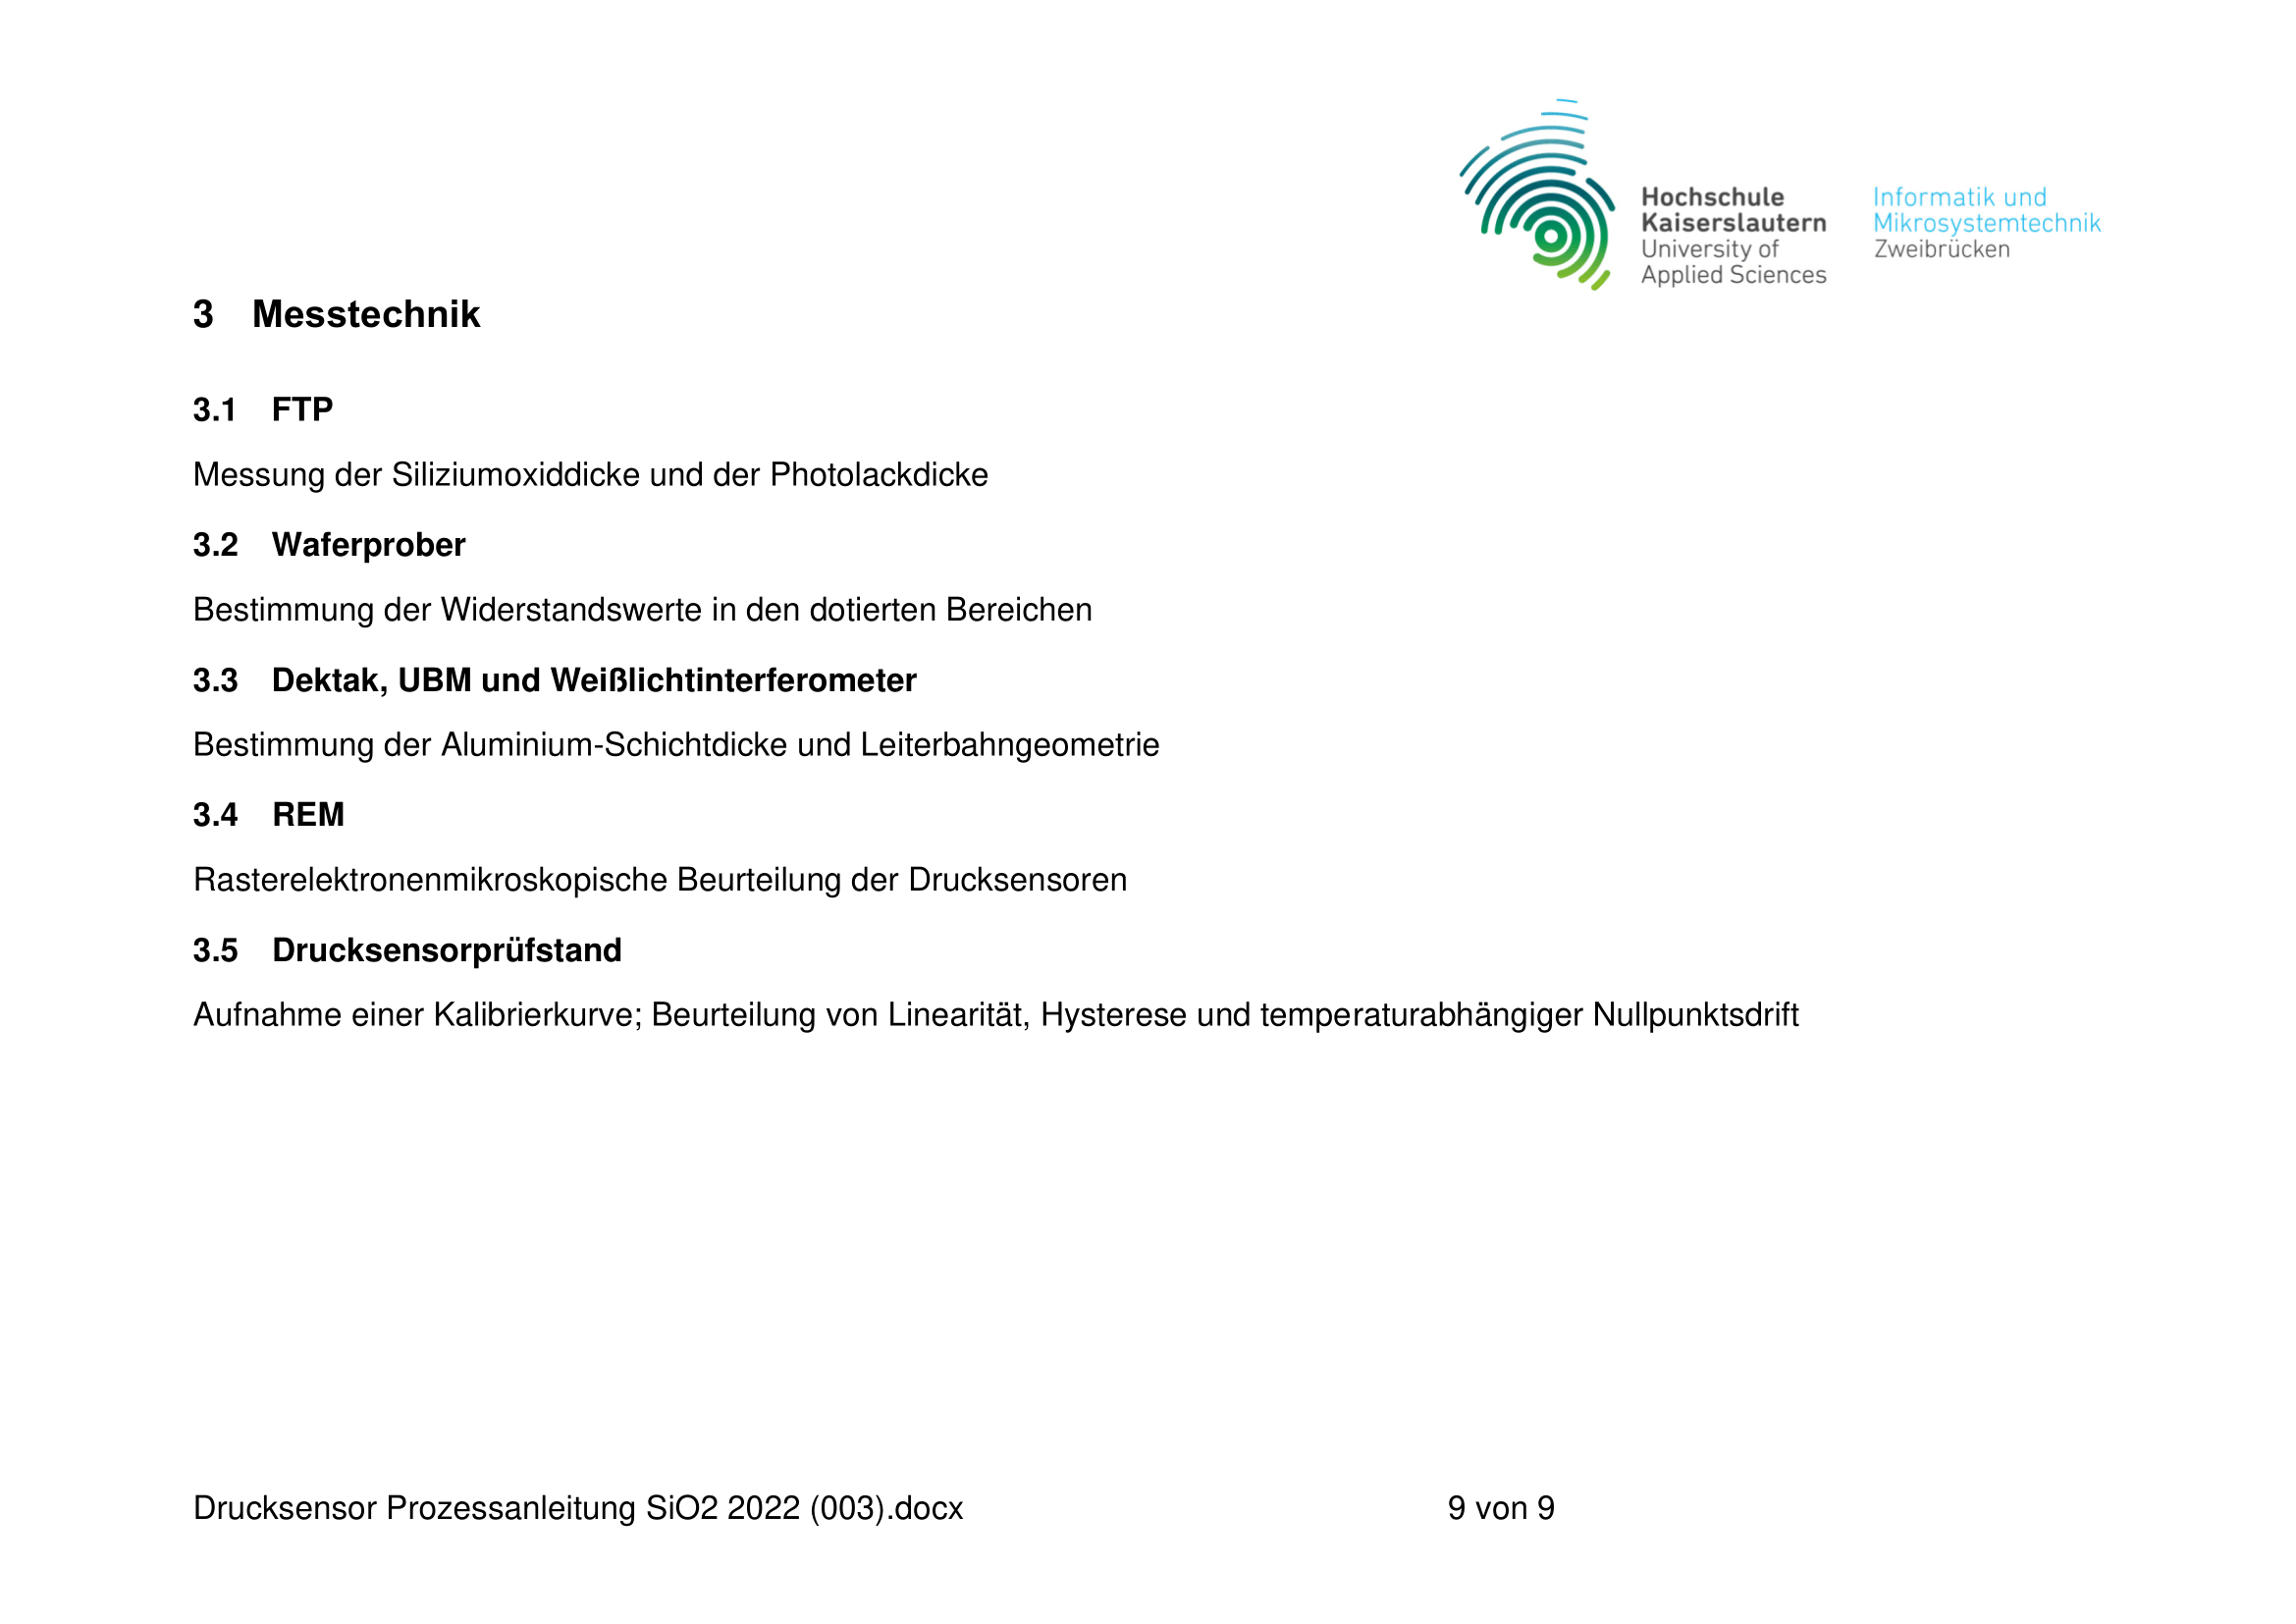 Hochschule
Kaiserslautern
University of
Applied Sciences
Informatik und
Mikrosystemtechnik
Zweibrücken
3 Messtechnik
3.1 FTP
Messung der Siliziumoxiddicke und der Photolackdicke
3.2 Waferprober
Bestimmung der Widerstandswerte in den dotierten Bereichen
3.3 Dektak, UBM und Weißlichtinterferometer
Bestimmung der Aluminium-Schichtdicke und Leiterbahngeometrie
3.4 REM
Rasterelektronenmikroskopische Beurteilung der Drucksensoren
3.5 Drucksensorprüfstand
Aufnahme einer Kalibrierkurve; Beurteilung von Linearität, Hysterese und temperaturabhängiger Nullpunktsdrift
Drucksensor Prozessanleitung SiO2 2022 (003).docx 9 von 9